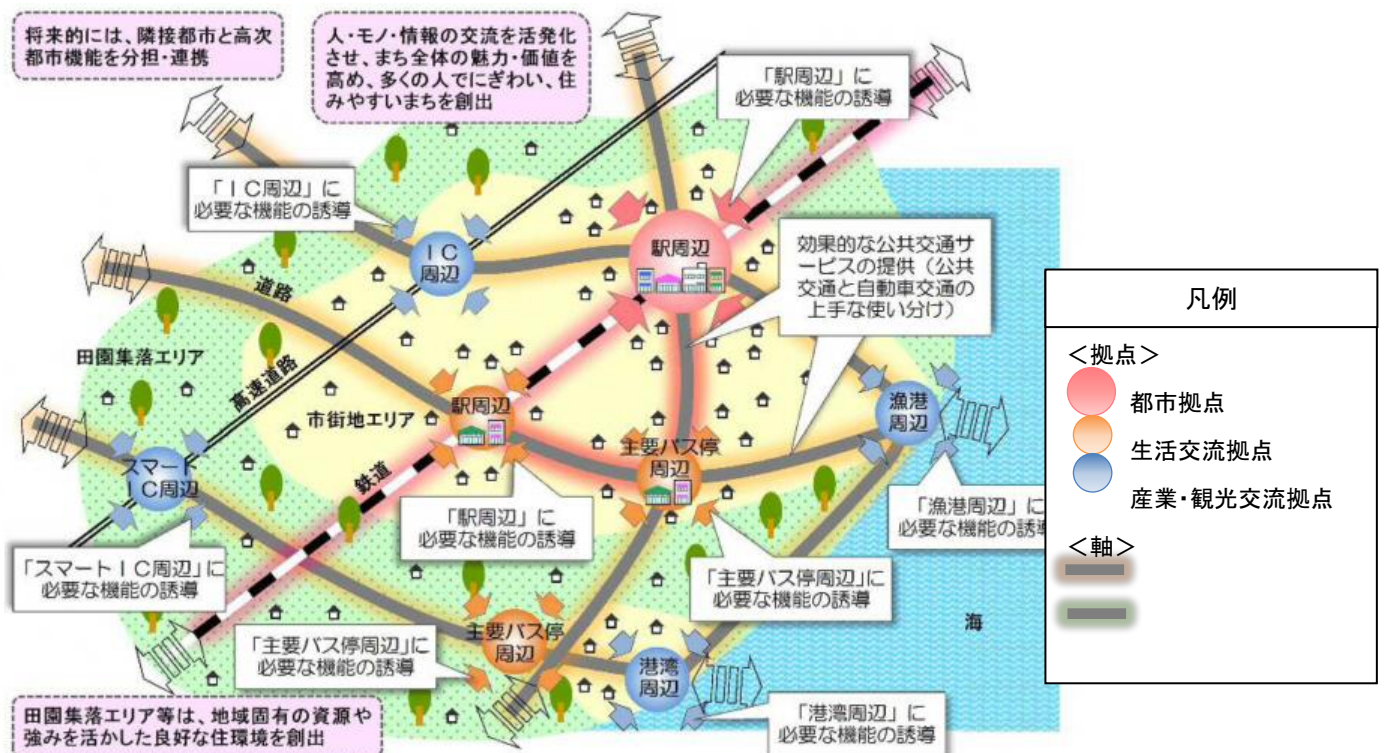 将来的には、隣接都市と高次
都市機能を分担・連携
人・モノ・情報の交流を活発化
させ、まち全体の魅力・価値を
高め、多くの人でにぎわい、住
みやすいまちを創出
「駅周辺」に
必要な機能の誘導
「ＩＣ周辺」に
必要な機能の誘導
ＩＣ
周辺
駅周辺
効果的な公共交通サ
ービスの提供（公共
交通と自動車交通の
上手な使い分け）
道路
田園集落エリア
高速道路
市街地エリア
駅周辺
漁港
周辺
主要バス停
周辺
スマート
ＩＣ周辺
鉄道
「駅周辺」に
必要な機能の誘導
「漁港周辺」に
必要な機能の誘導
「スマートＩＣ周辺」に
必要な機能の誘導
「主要バス停周辺」に
必要な機能の誘導
海
「主要バス停周辺」に
必要な機能の誘導
主要バス停
周辺
港湾
周辺
「港湾周辺」に
必要な機能の誘導
田園集落エリア等は、地域固有の資源や
強みを活かした良好な住環境を創出
凡例
＜拠点＞
都市拠点
生活交流拠点
産業・観光交流拠点
＜軸＞